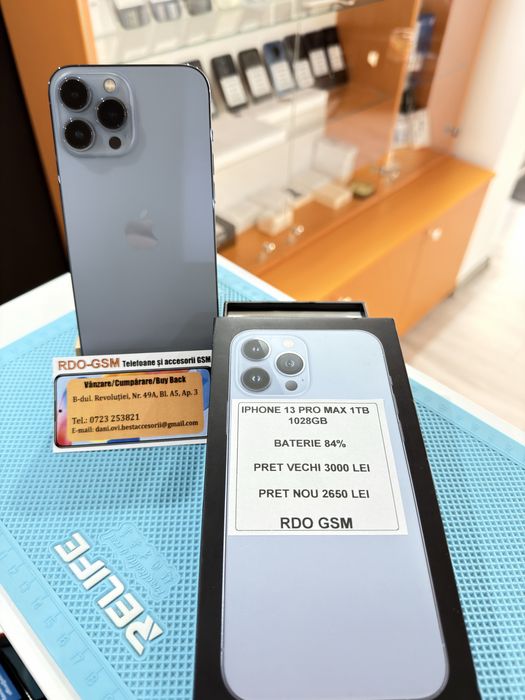 RDO-GSM Telefoane și accesorii GSM
Vânzare/Cumpărare/Buy Back
B-dul. Revoluției, Nr. 49A, Bl. A5, Ap. 3
Tel.: 0723 253821
E-mail: dani.ovi.bestaccesorii@gmail.com
IPHONE 13 PRO MAX 1TB
1028GB
BATERIE 84%
PRET VECHI 3000 LEI
PRET NOU 2650 LEI
RDO GSM
RELIFE